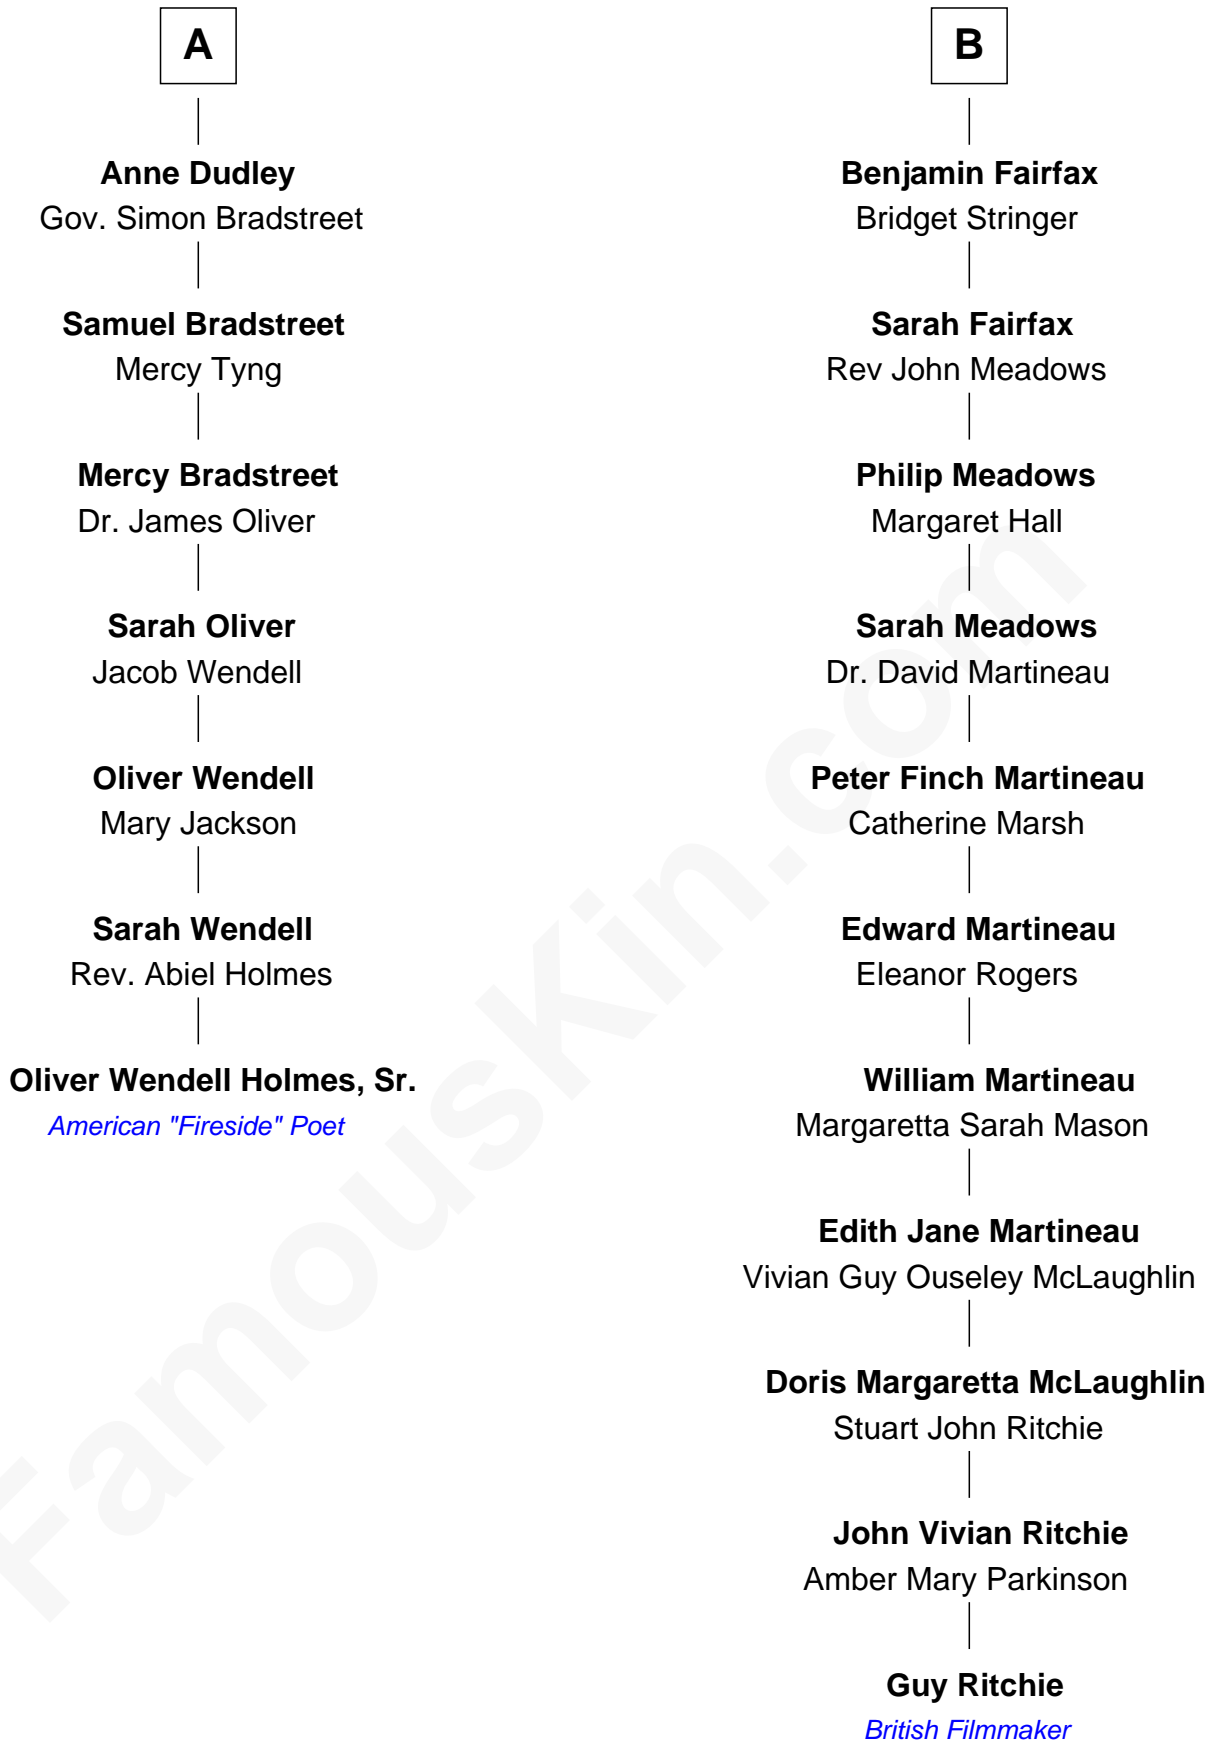 A
Anne Dudley
Gov. Simon Bradstreet
Samuel Bradstreet
Mercy Tyng
Mercy Bradstreet
Dr. James Oliver
Sarah Oliver
Jacob Wendell
Oliver Wendell
Mary Jackson
Sarah Wendell
Rev. Abiel Holmes
Oliver Wendell Holmes, Sr.
American "Fireside" Poet
B
Benjamin Fairfax
Bridget Stringer
Sarah Fairfax
Rev John Meadows
Philip Meadows
Margaret Hall
Sarah Meadows
Dr. David Martineau
Peter Finch Martineau
Catherine Marsh
Edward Martineau
Eleanor Rogers
William Martineau
Margaretta Sarah Mason
Edith Jane Martineau
Vivian Guy Ouseley McLaughlin
Doris Margaretta McLaughlin
Stuart John Ritchie
John Vivian Ritchie
Amber Mary Parkinson
Guy Ritchie
British Filmmaker
FamousKin.com